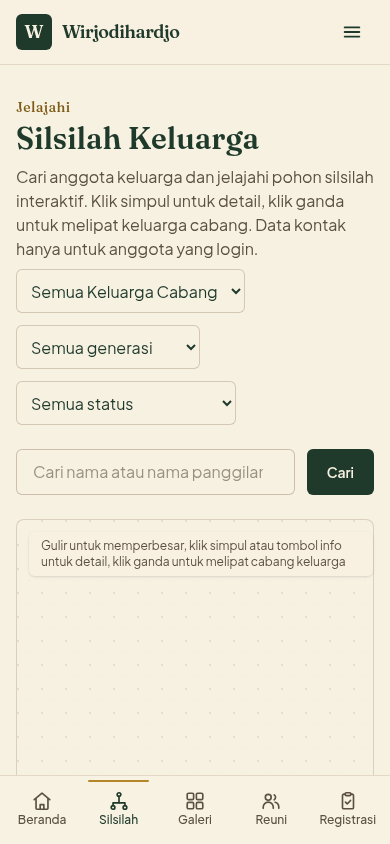 W Wirjodihardjo
Jelajahi
Silsilah Keluarga
Cari anggota keluarga dan jelajahi pohon silsilah
interaktif. Klik simpul untuk detail, klik ganda
untuk melipat keluarga cabang. Data kontak
hanya untuk anggota yang login.
Semua Keluarga Cabang
Semua generasi
Semua status
Cari nama atau nama panggilar
Cari
Gulir untuk memperbesar, klik simpul atau tombol info
untuk detail, klik ganda untuk melipat cabang keluarga
Beranda Silsilah Galeri Reuni Registrasi